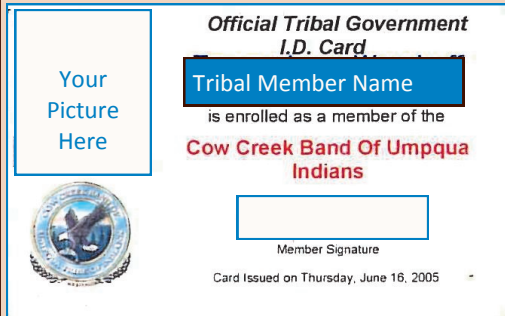 Official Tribal Government
I.D. Card
Your
Picture
Here
Tribal Member Name
is enrolled as a member of the
Cow Creek Band Of Umpqua
Indians
Member Signature
Card Issued on Thursday, June 16, 2005